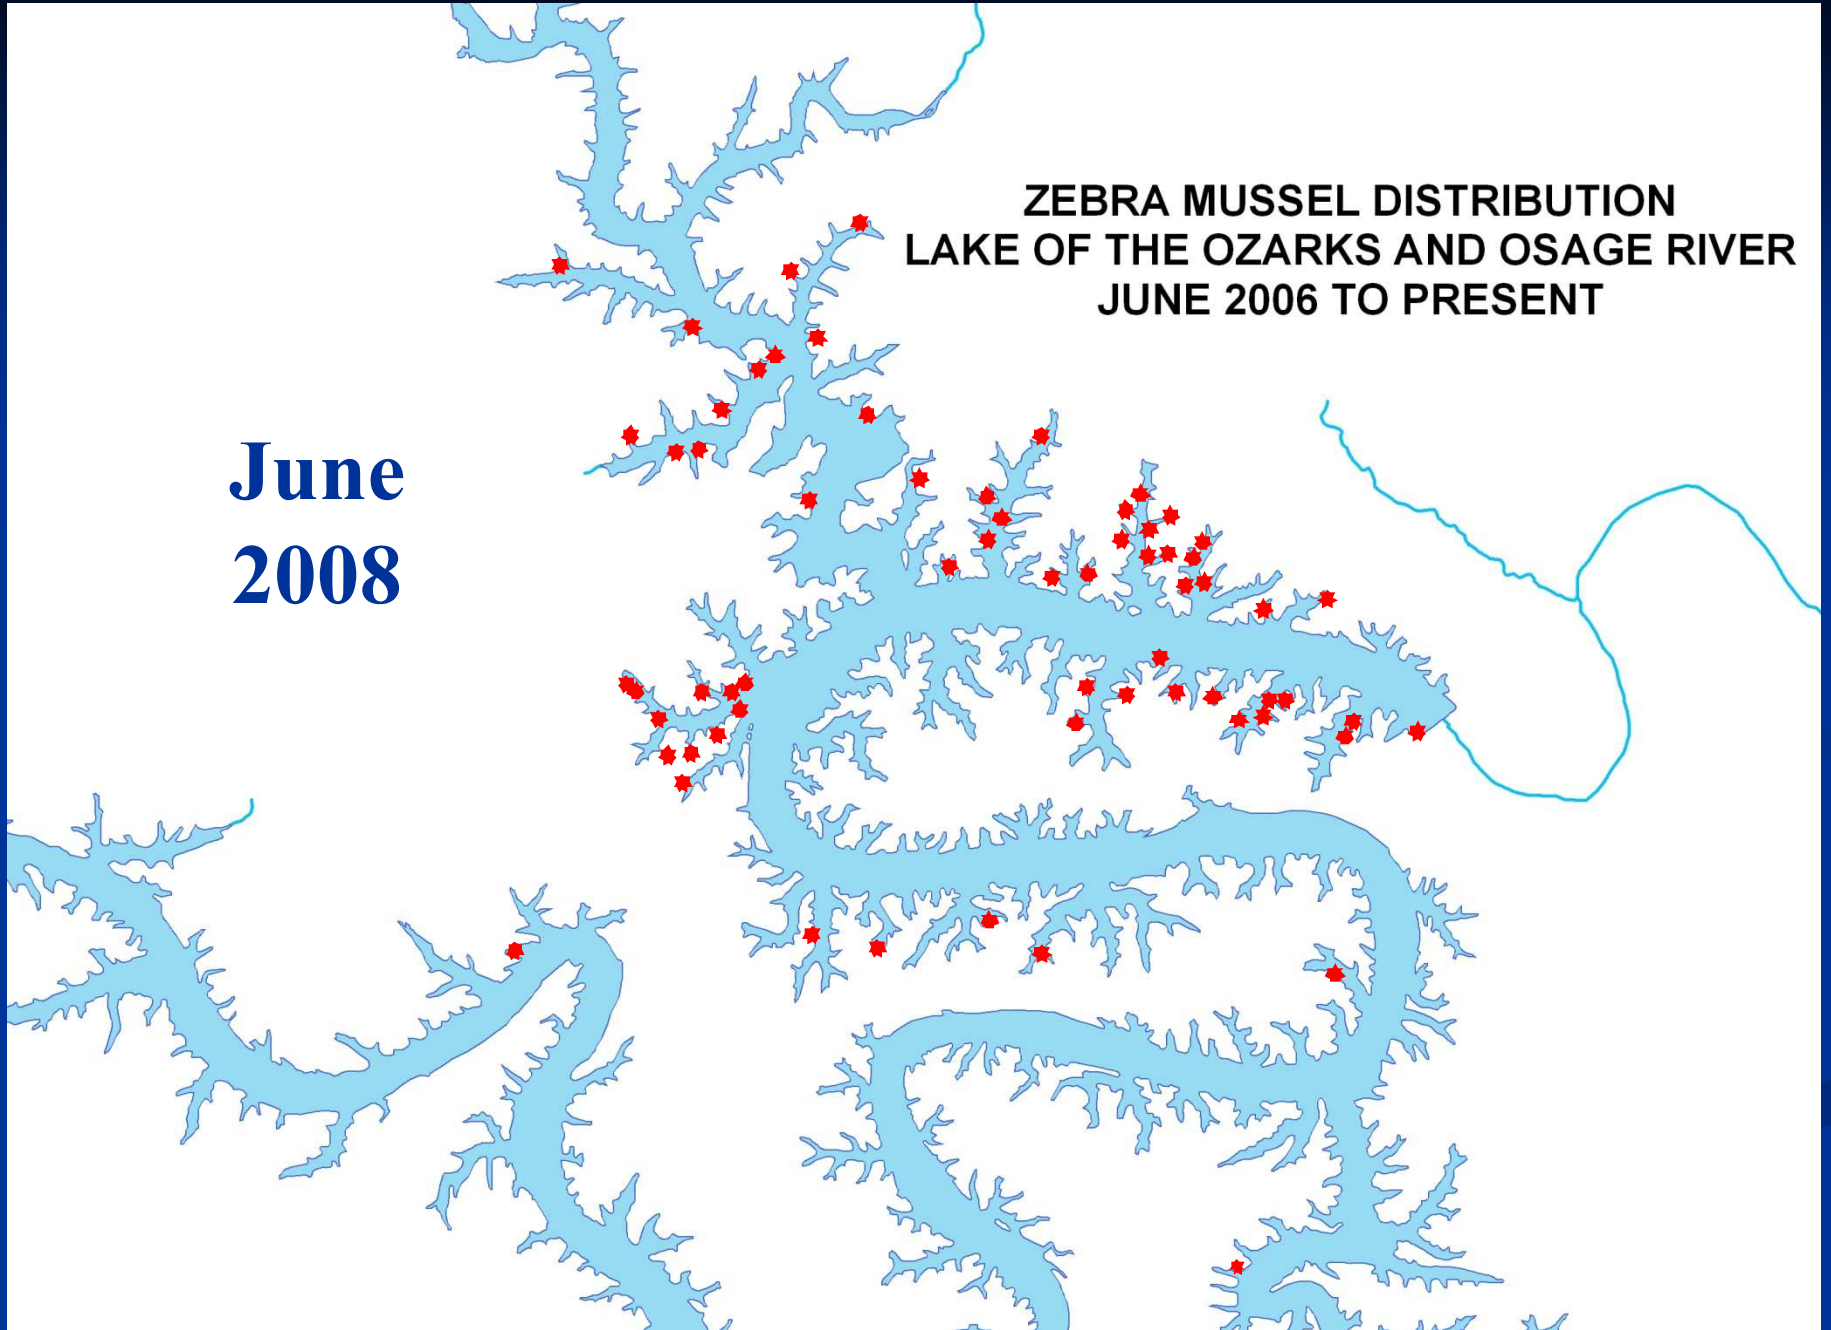 ZEBRA MUSSEL DISTRIBUTION
LAKE OF THE OZARKS AND OSAGE RIVER
JUNE 2006 TO PRESENT
June
2008